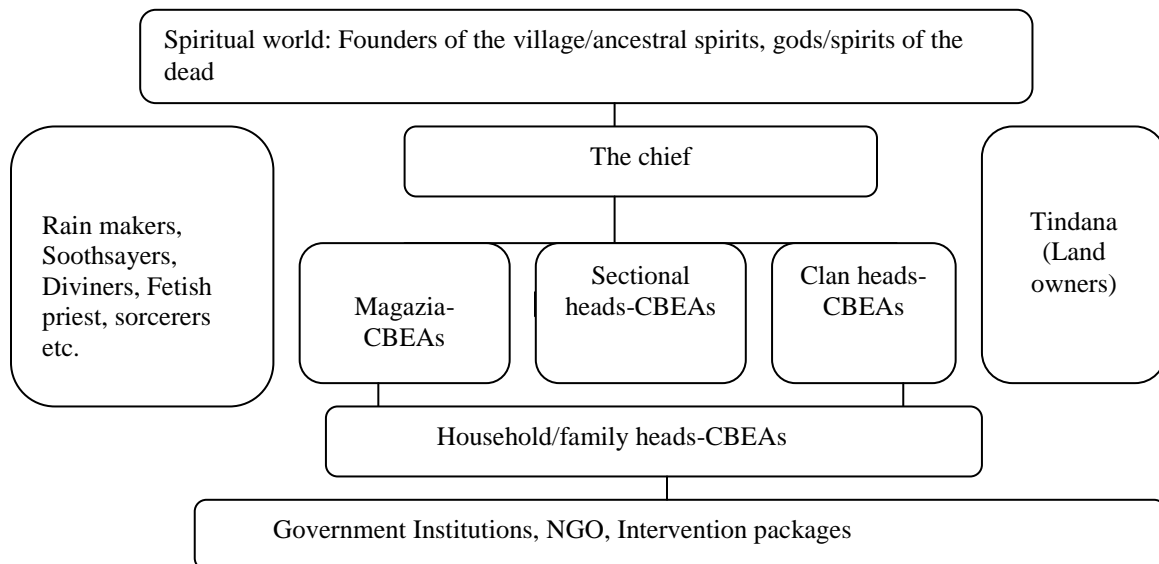 Spiritual world: Founders of the village/ancestral spirits, gods/spirits of the
dead
The chief
Rain makers,
Soothsayers,
Diviners, Fetish
priest, sorcerers
etc.
Magazia-
CBEAs
Sectional
heads-CBEAs
Clan heads-
CBEAs
Tindana
(Land
owners)
Household/family heads-CBEAs
Government Institutions, NGO, Intervention packages